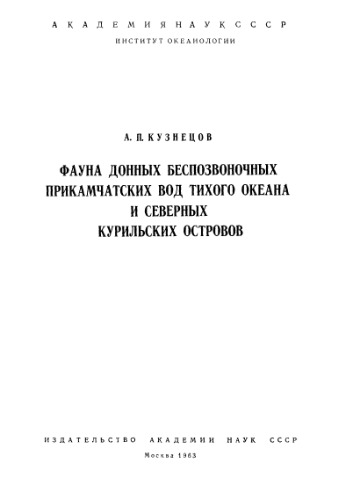 АКАДЕМИЯ НАУК СССР
ИНСТИТУТ ОКЕАНОЛОГИИ
А. П. КУЗНЕЦОВ
ФАУНА ДОННЫХ БЕСПОЗВОНОЧНЫХ
ПРИКАМЧАТСКИХ ВОД ТИХОГО ОКЕАНА
И СЕВЕРНЫХ
КУРИЛЬСКИХ ОСТРОВОВ
ИЗДАТЕЛЬСТВО АКАДЕМИИ НАУК СССР
Москва 1963